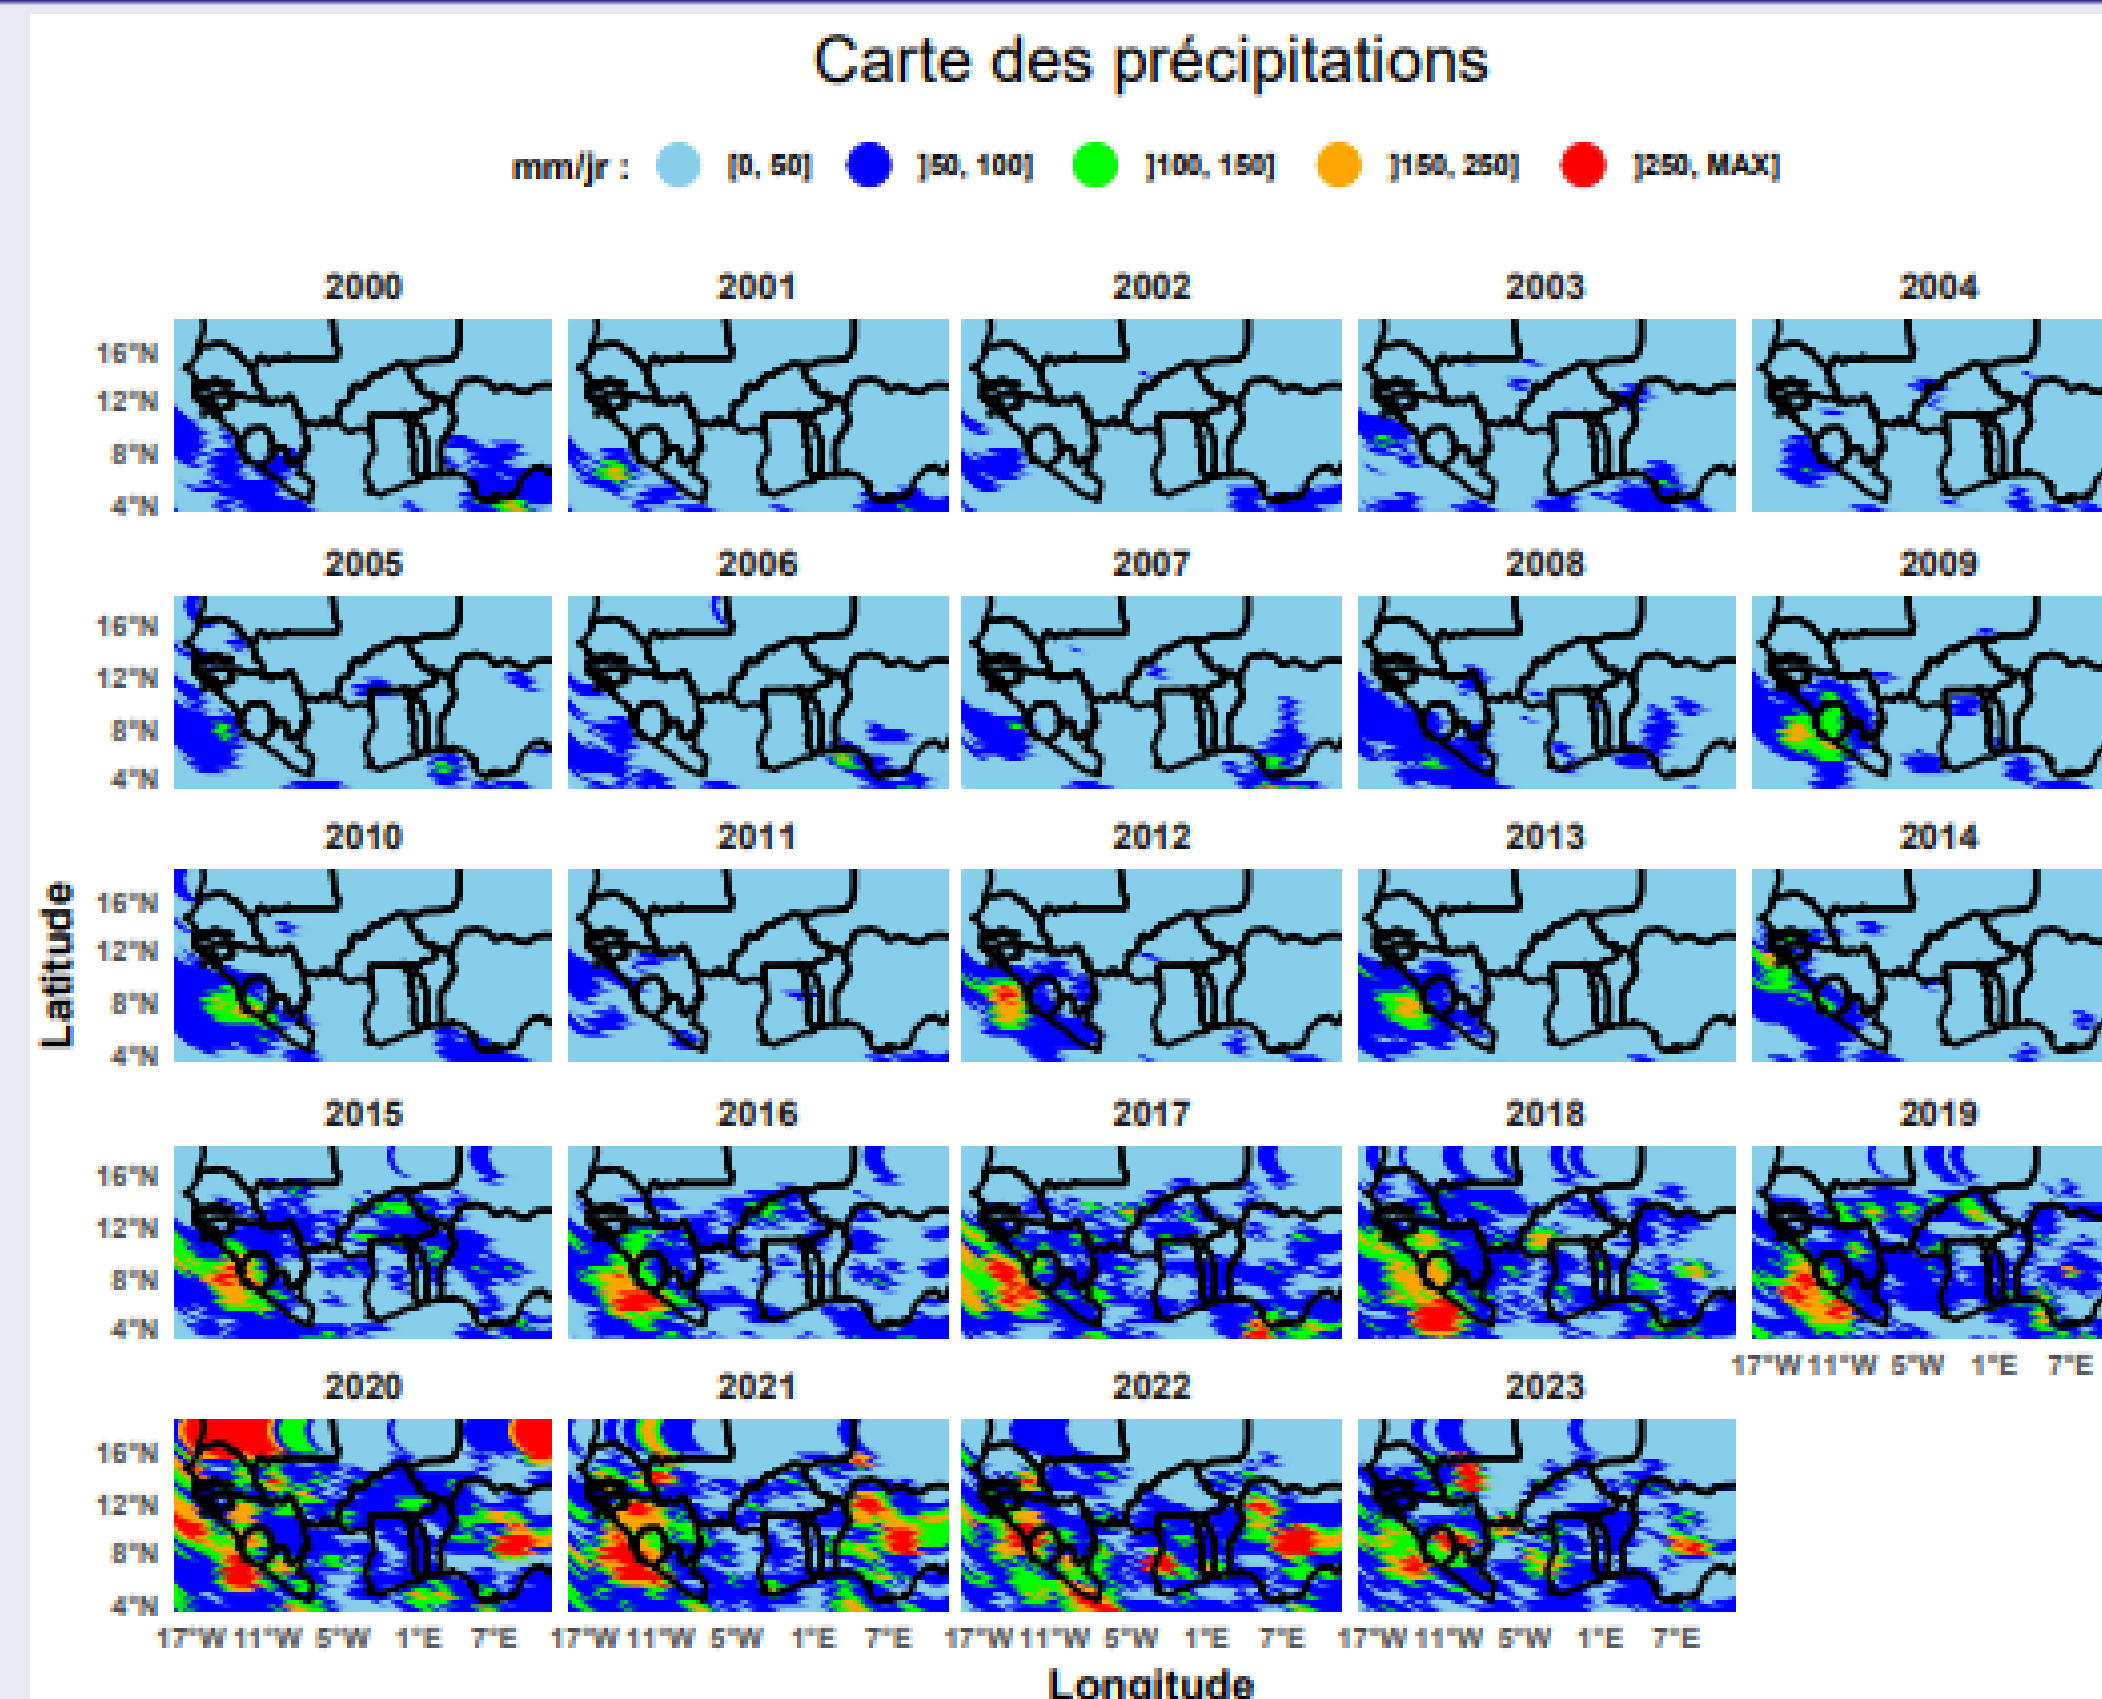 Carte des précipitations
mm/jr : [0, 50] ]50, 100] ]100, 150] ]150, 250] ]250, MAX]
2000 2001 2002 2003 2004
16°N
12°N
8°N
4°N
2005 2006 2007 2008 2009
16°N
12°N
8°N
4°N
2010 2011 2012 2013 2014
Latitude
16°N
12°N
8°N
4°N
2015 2016 2017 2018 2019
16°N
12°N
8°N
4°N
17°W 11°W 5°W 1°E 7°E
2020 2021 2022 2023
16°N
12°N
8°N
4°N
17°W 11°W 5°W 1°E 7°E 17°W 11°W 5°W 1°E 7°E 17°W 11°W 5°W 1°E 7°E 17°W 11°W 5°W 1°E 7°E
Longitude